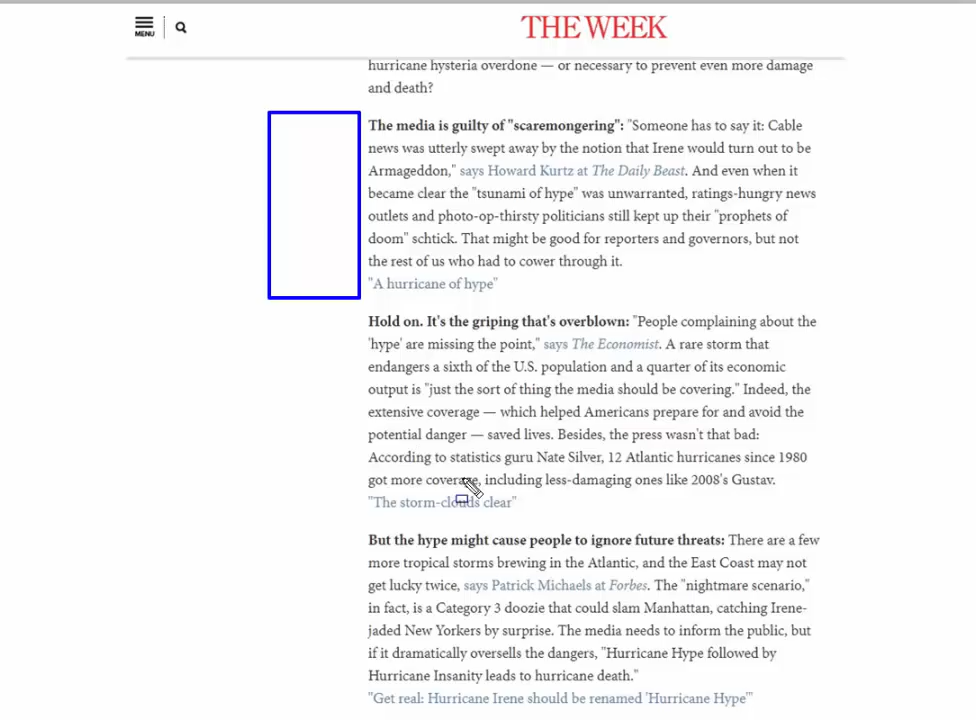 MENU
THE WEEK
hurricane hysteria overdone — or necessary to prevent even more damage
and death?
The media is guilty of "scaremongering": "Someone has to say it: Cable
news was utterly swept away by the notion that Irene would turn out to be
Armageddon," says Howard Kurtz at The Daily Beast. And even when it
became clear the "tsunami of hype" was unwarranted, ratings-hungry news
outlets and photo-op-thirsty politicians still kept up their "prophets of
doom" schtick. That might be good for reporters and governors, but not
the rest of us who had to cower through it.
"A hurricane of hype"
Hold on. It's the griping that's overblown: "People complaining about the
'hype' are missing the point," says The Economist. A rare storm that
endangers a sixth of the U.S. population and a quarter of its economic
output is "just the sort of thing the media should be covering." Indeed, the
extensive coverage — which helped Americans prepare for and avoid the
potential danger — saved lives. Besides, the press wasn't that bad:
According to statistics guru Nate Silver, 12 Atlantic hurricanes since 1980
got more coverage, including less-damaging ones like 2008's Gustav.
"The storm-clouds clear"
But the hype might cause people to ignore future threats: There are a few
more tropical storms brewing in the Atlantic, and the East Coast may not
get lucky twice, says Patrick Michaels at Forbes. The "nightmare scenario,"
in fact, is a Category 3 doozie that could slam Manhattan, catching Irene-
jaded New Yorkers by surprise. The media needs to inform the public, but
if it dramatically oversells the dangers, "Hurricane Hype followed by
Hurricane Insanity leads to hurricane death."
"Get real: Hurricane Irene should be renamed 'Hurricane Hype'"